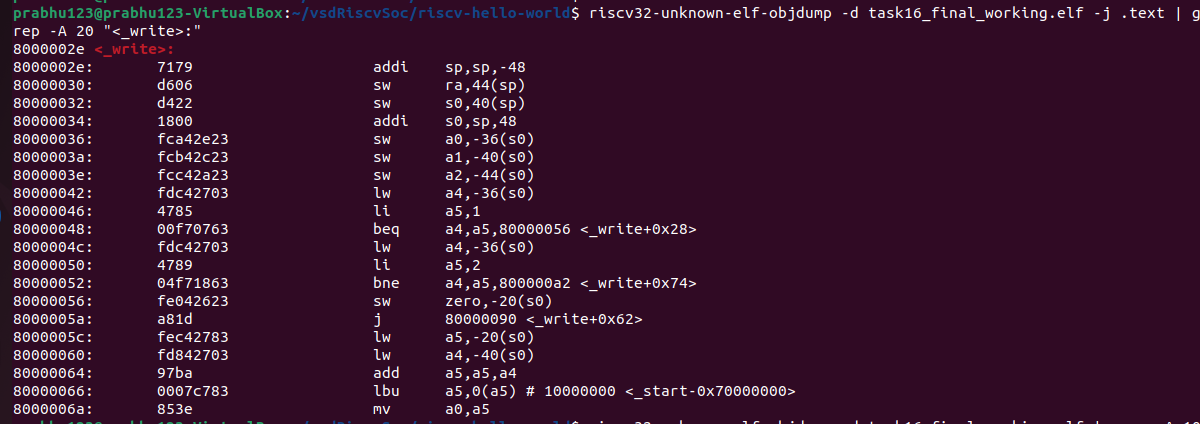 prabhu123@prabhu123-VirtualBox:~/vsdRiscvSoc/riscv-hello-world$ riscv32-unknown-elf-objdump -d task16_final_working.elf -j .text | g
rep -A 20 "<_write>:"
8000002e <_write>:
8000002e: 7179 addi sp,sp,-48
80000030: d606 sw ra,44(sp)
80000032: d422 sw s0,40(sp)
80000034: 1800 addi s0,sp,48
80000036: fca42e23 sw a0,-36(s0)
8000003a: fcb42c23 sw a1,-40(s0)
8000003e: fcc42a23 sw a2,-44(s0)
80000042: fdc42703 lw a4,-36(s0)
80000046: 4785 li a5,1
80000048: 00f70763 beq a4,a5,80000056 <_write+0x28>
8000004c: fdc42703 lw a4,-36(s0)
80000050: 4789 li a5,2
80000052: 04f71863 bne a4,a5,800000a2 <_write+0x74>
80000056: fe042623 sw zero,-20(s0)
8000005a: a81d j 80000090 <_write+0x62>
8000005c: fec42783 lw a5,-20(s0)
80000060: fd842703 lw a4,-40(s0)
80000064: 97ba add a5,a5,a4
80000066: 0007c783 lbu a5,0(a5) # 10000000 <_start-0x70000000>
8000006a: 853e mv a0,a5